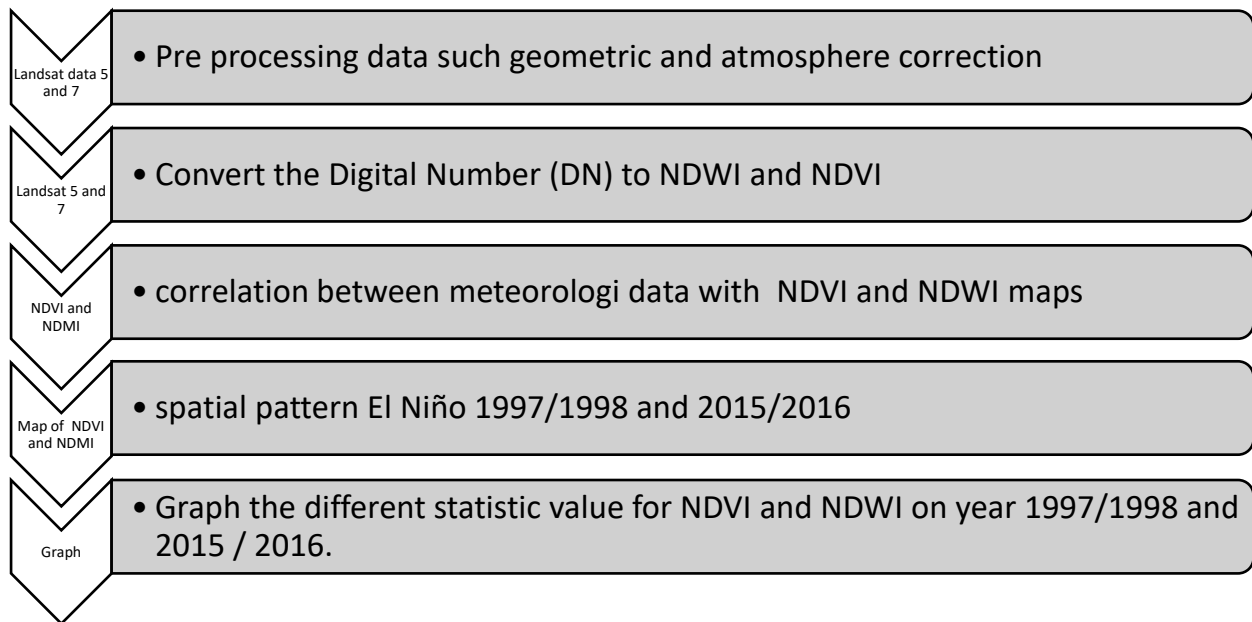 Landsat data 5
and 7
• Pre processing data such geometric and atmosphere correction
Landsat 5 and
7
• Convert the Digital Number (DN) to NDWI and NDVI
NDVI and
NDMI
• correlation between meteorologi data with  NDVI and NDWI maps
Map of  NDVI
and NDMI
• spatial pattern El Niño 1997/1998 and 2015/2016
Graph
• Graph the different statistic value for NDVI and NDWI on year 1997/1998 and
2015 / 2016.